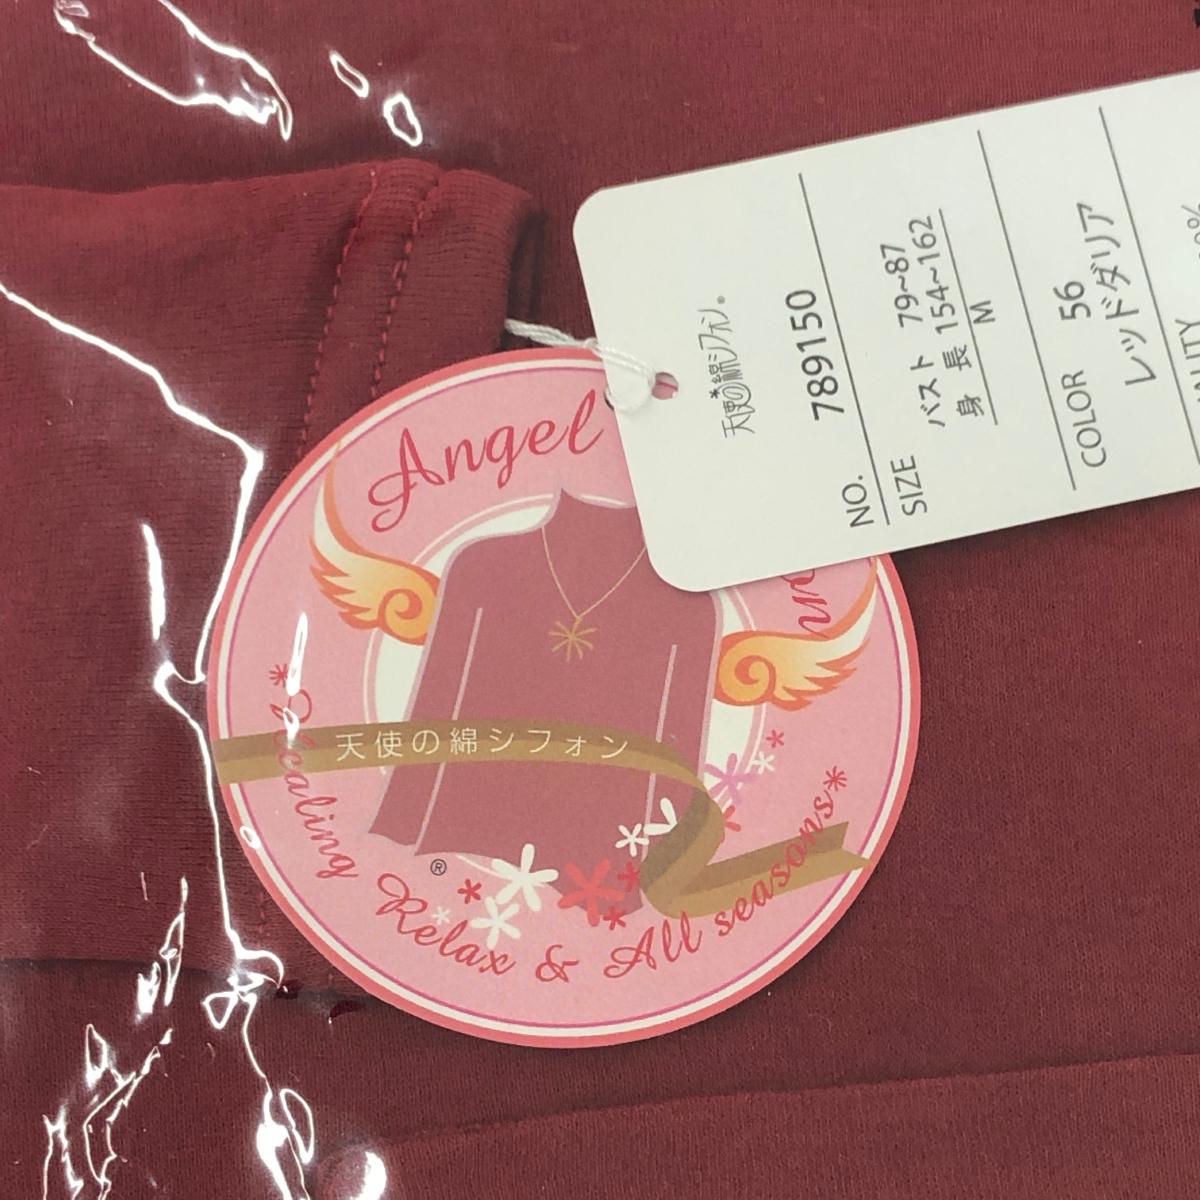 天使の綿シフォン®
NO. 789150
SIZE バスト 79~87
身長 154~162
M
COLOR 56
レッドダリア
Angel
天使の綿シフォン
®
*Healing Relax & All seasons*